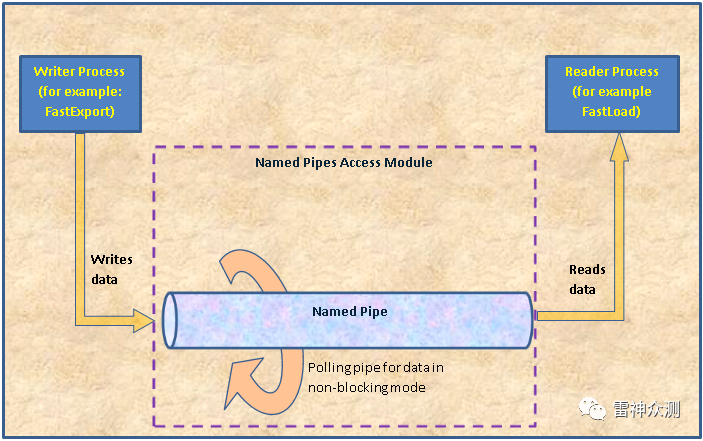 Writer Process
(for example:
FastExport)
Reader Process
(for example
FastLoad)
Named Pipes Access Module
Writes
data
Reads
data
Named Pipe
Polling pipe for data in
non-blocking mode
雷神众测